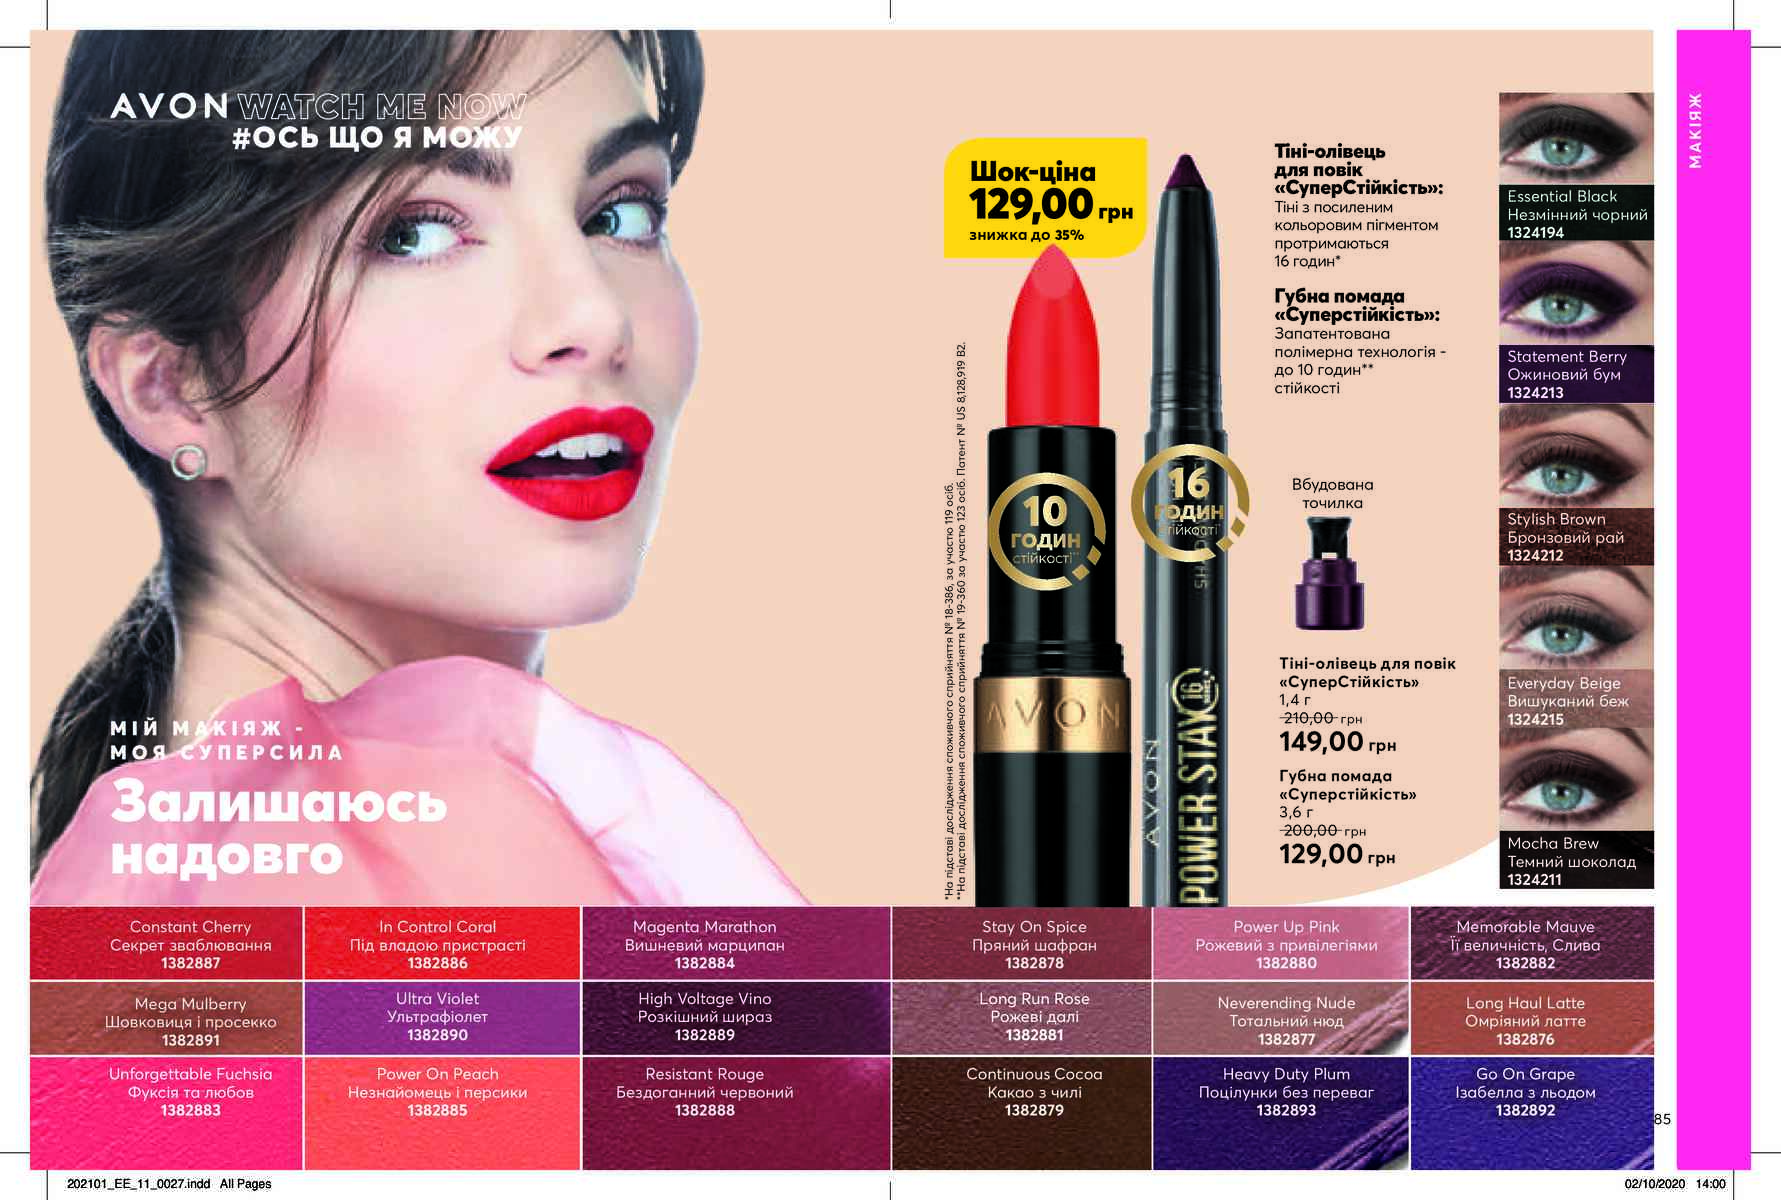 AVON WATCH ME NOW
#ОСЬ ЩО Я МОЖУ
МІЙ МАКІЯЖ -
МОЯ СУПЕРСИЛА
Залишаюсь
надовго
Шок-ціна
129,00 грн
знижка до 35%
*На підставі дослідження споживчого сприйняття № 18-386, за участю 119 осіб.
**На підставі дослідження споживчого сприйняття № 19-360 за участю 123 осіб. Патент № US 8,128,919 B2.
10
ГОДИН
СТІЙКОСТІ**
AVON
16
ГОДИН
СТІЙКОСТІ*
AVON
POWER STAY 16
Тіні-олівець
для повік
«СуперСтійкість»:
Тіні з посиленим
кольоровим пігментом
протримаються
16 годин*
Губна помада
«Суперстійкість»:
Запатентована
полімерна технологія -
до 10 годин**
стійкості
Вбудована
точилка
Тіні-олівець для повік
«СуперСтійкість»
1,4 г
210,00 грн
149,00 грн
Губна помада
«Суперстійкість»
3,6 г
200,00 грн
129,00 грн
Essential Black
Незмінний чорний
1324194
Statement Berry
Ожиновий бум
1324213
Stylish Brown
Бронзовий рай
1324212
Everyday Beige
Вишуканий беж
1324215
Mocha Brew
Темний шоколад
1324211
МАКІЯЖ
Constant Cherry
Секрет зваблювання
1382887
In Control Coral
Під владою пристрасті
1382886
Magenta Marathon
Вишневий марципан
1382884
Stay On Spice
Пряний шафран
1382878
Power Up Pink
Рожевий з привілегіями
1382880
Memorable Mauve
Її величність, Слива
1382882
Mega Mulberry
Шовковиця і просекко
1382891
Ultra Violet
Ультрафіолет
1382890
High Voltage Vino
Розкішний шираз
1382889
Long Run Rose
Рожеві далі
1382881
Neverending Nude
Тотальний нюд
1382877
Long Haul Latte
Омріяний латте
1382876
Unforgettable Fuchsia
Фуксія та любов
1382883
Power On Peach
Незнайомець і персики
1382885
Resistant Rouge
Бездоганний червоний
1382888
Continuous Cocoa
Какао з чилі
1382879
Heavy Duty Plum
Поцілунки без переваг
1382893
Go On Grape
Ізабелла з льодом
1382892
85
202101_EE_11_0027.indd All Pages
02/10/2020 14:00